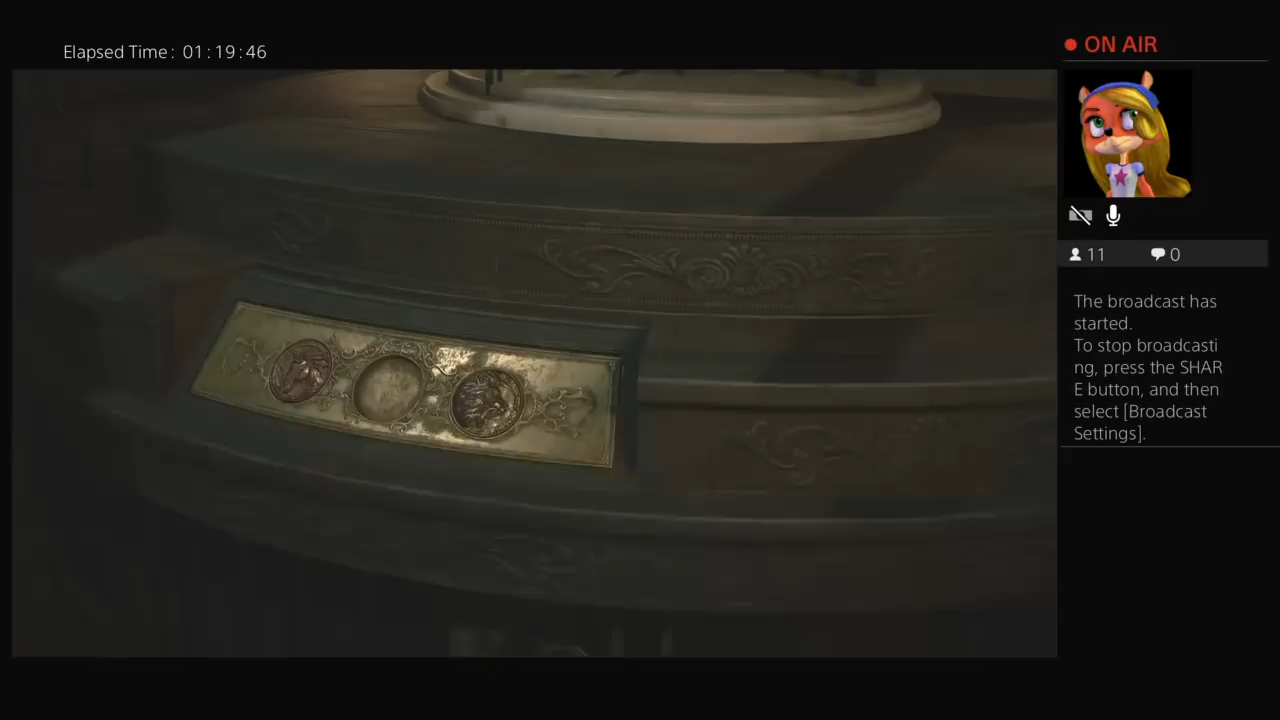 Elapsed Time: 01:19:46
ON AIR
11 0
The broadcast has
started.
To stop broadcasti
ng, press the SHAR
E button, and then
select [Broadcast
Settings].